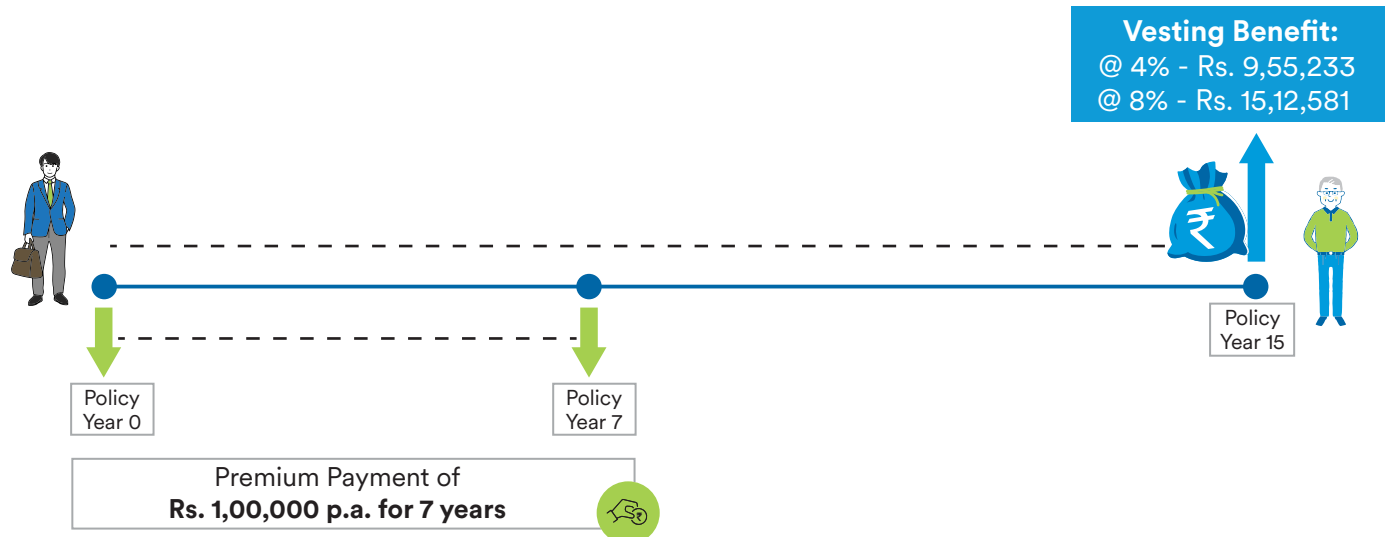 Vesting Benefit:
@ 4% - Rs. 9,55,233
@ 8% - Rs. 15,12,581
₹
Policy
Year 15
Policy
Year 0
Policy
Year 7
Premium Payment of
Rs. 1,00,000 p.a. for 7 years
₹